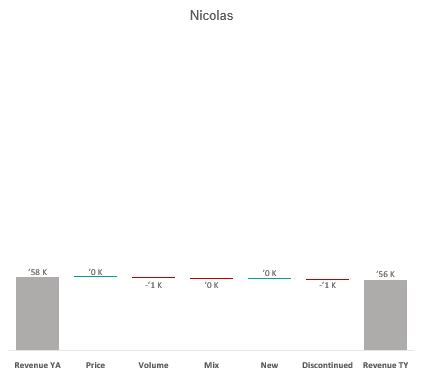 Nicolas
‘58 K
‘0 K
-‘1 K
‘0 K
‘0 K
-‘1 K
‘56 K
Revenue YA
Price
Volume
Mix
New
Discontinued
Revenue TY